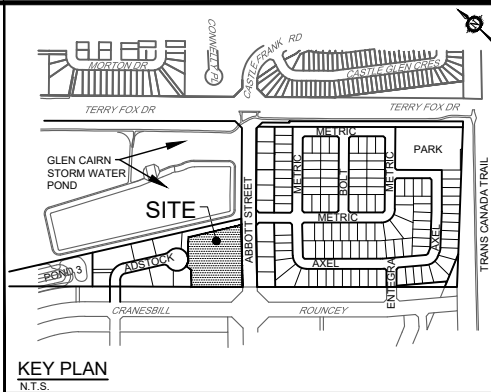 CONNELLY PL
CASTLE FRANK RD
MORTON DR
CASTLE GLEN CRES
TERRY FOX DR
TERRY FOX DR
METRIC
GLEN CAIRN
STORM WATER
POND
PARK
METRIC
BOLT
METRIC
TRANS CANADA TRAIL
SITE
ABBOTT STREET
METRIC
AXEL
POND 3
ADSTOCK
AXEL
ENTEGRA
CRANESBILL
ROUNCEY
KEY PLAN
N.T.S.